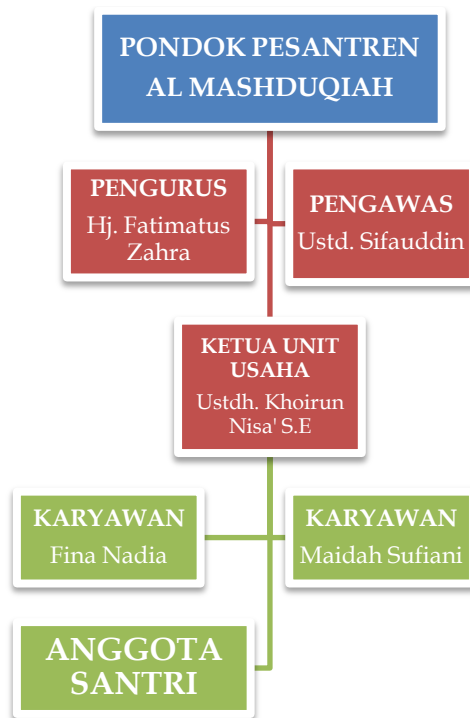 PONDOK PESANTREN
AL MASHDUQIAH
PENGURUS
Hj. Fatimatus
Zahra
PENGAWAS
Ustd. Sifauddin
KETUA UNIT
USAHA
Ustdh. Khoirun
Nisa' S.E
KARYAWAN
Fina Nadia
KARYAWAN
Maidah Sufiani
ANGGOTA
SANTRI